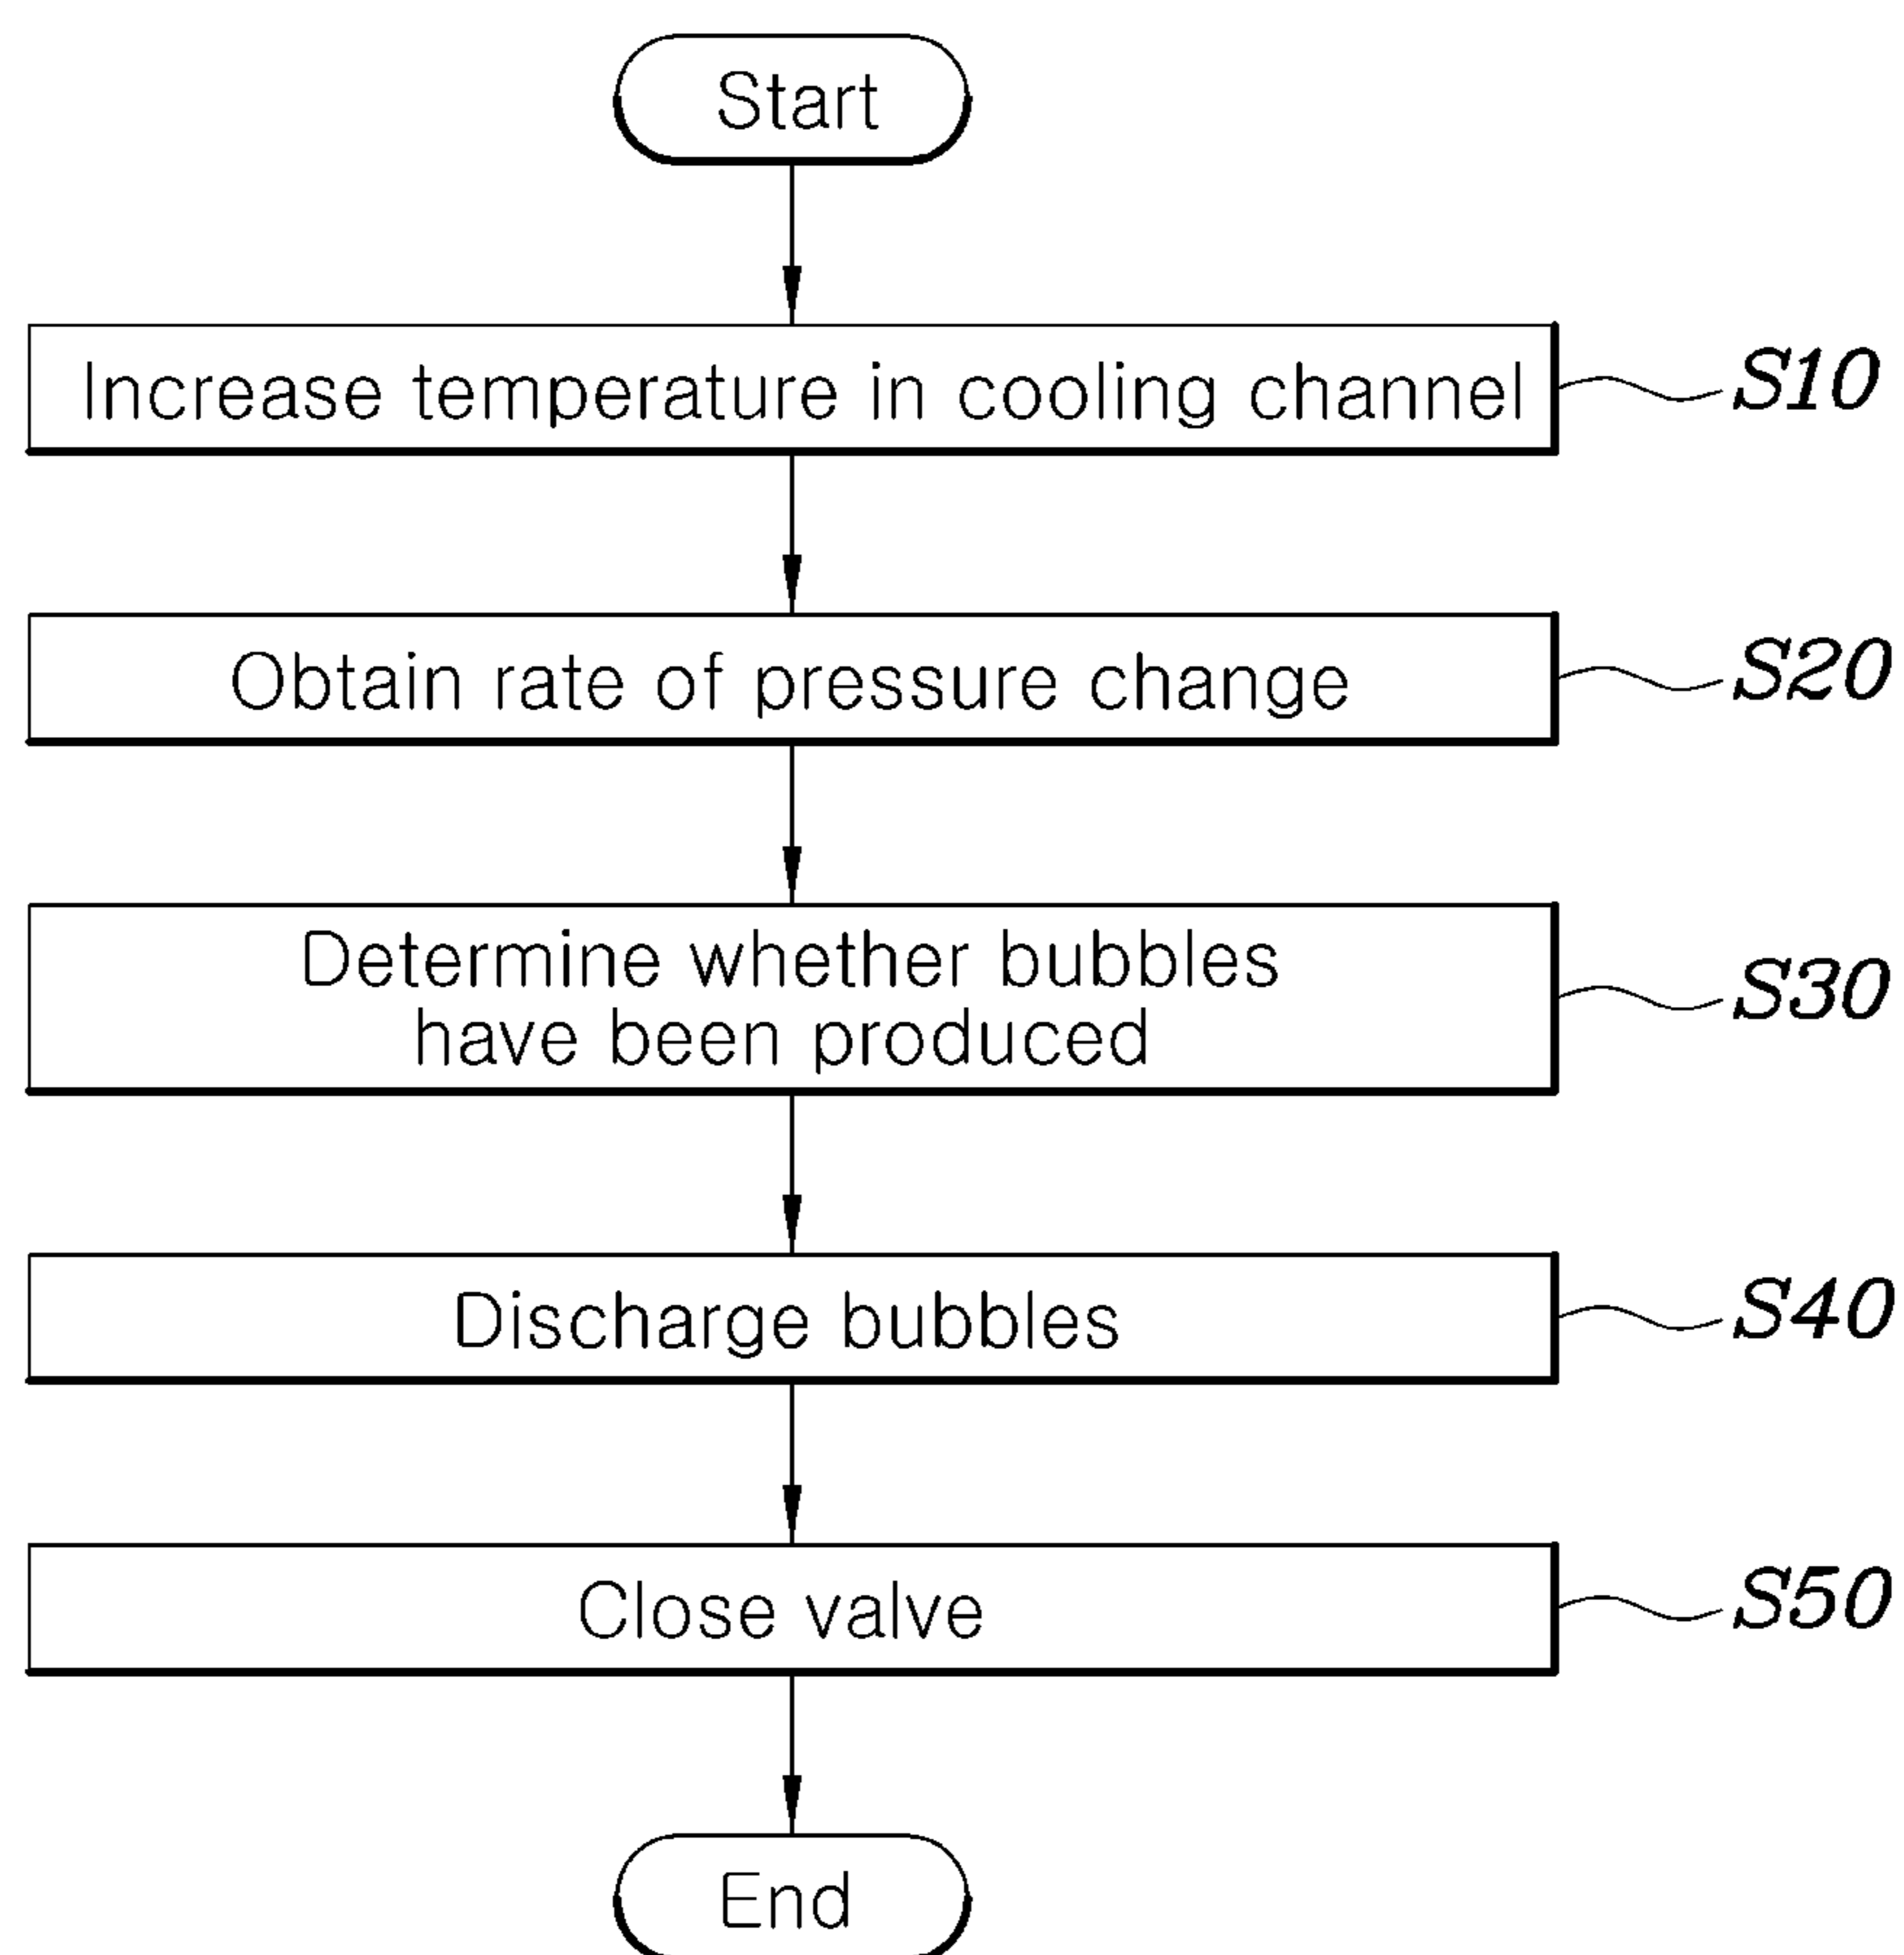 Start
Increase temperature in cooling channel
S10
Obtain rate of pressure change
S20
Determine whether bubbles
have been produced
S30
Discharge bubbles
S40
Close valve
S50
End